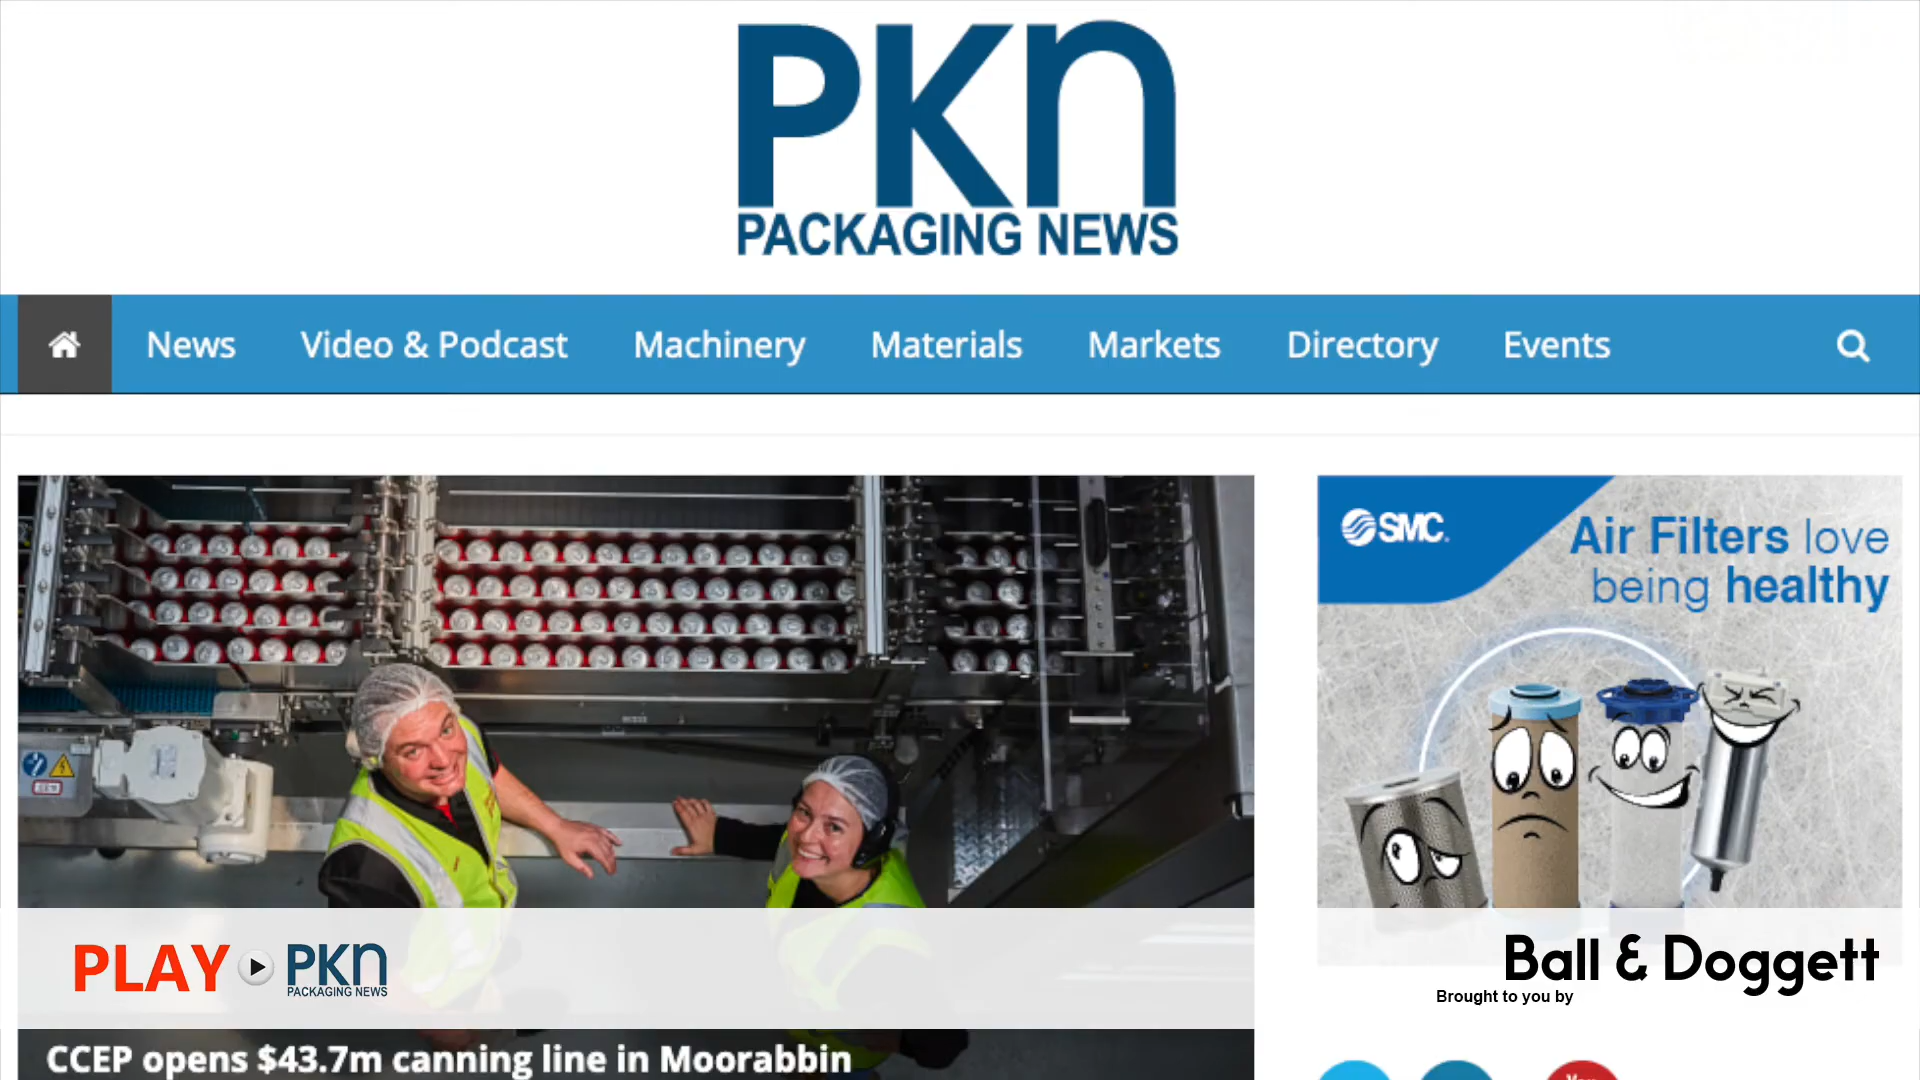 PKN
PACKAGING NEWS
News Video & Podcast Machinery Materials Markets Directory Events
SMC.
Air Filters love
being healthy
PLAY PKN
PACKAGING NEWS
Ball & Doggett
Brought to you by
CCEP opens $43.7m canning line in Moorabbin
You